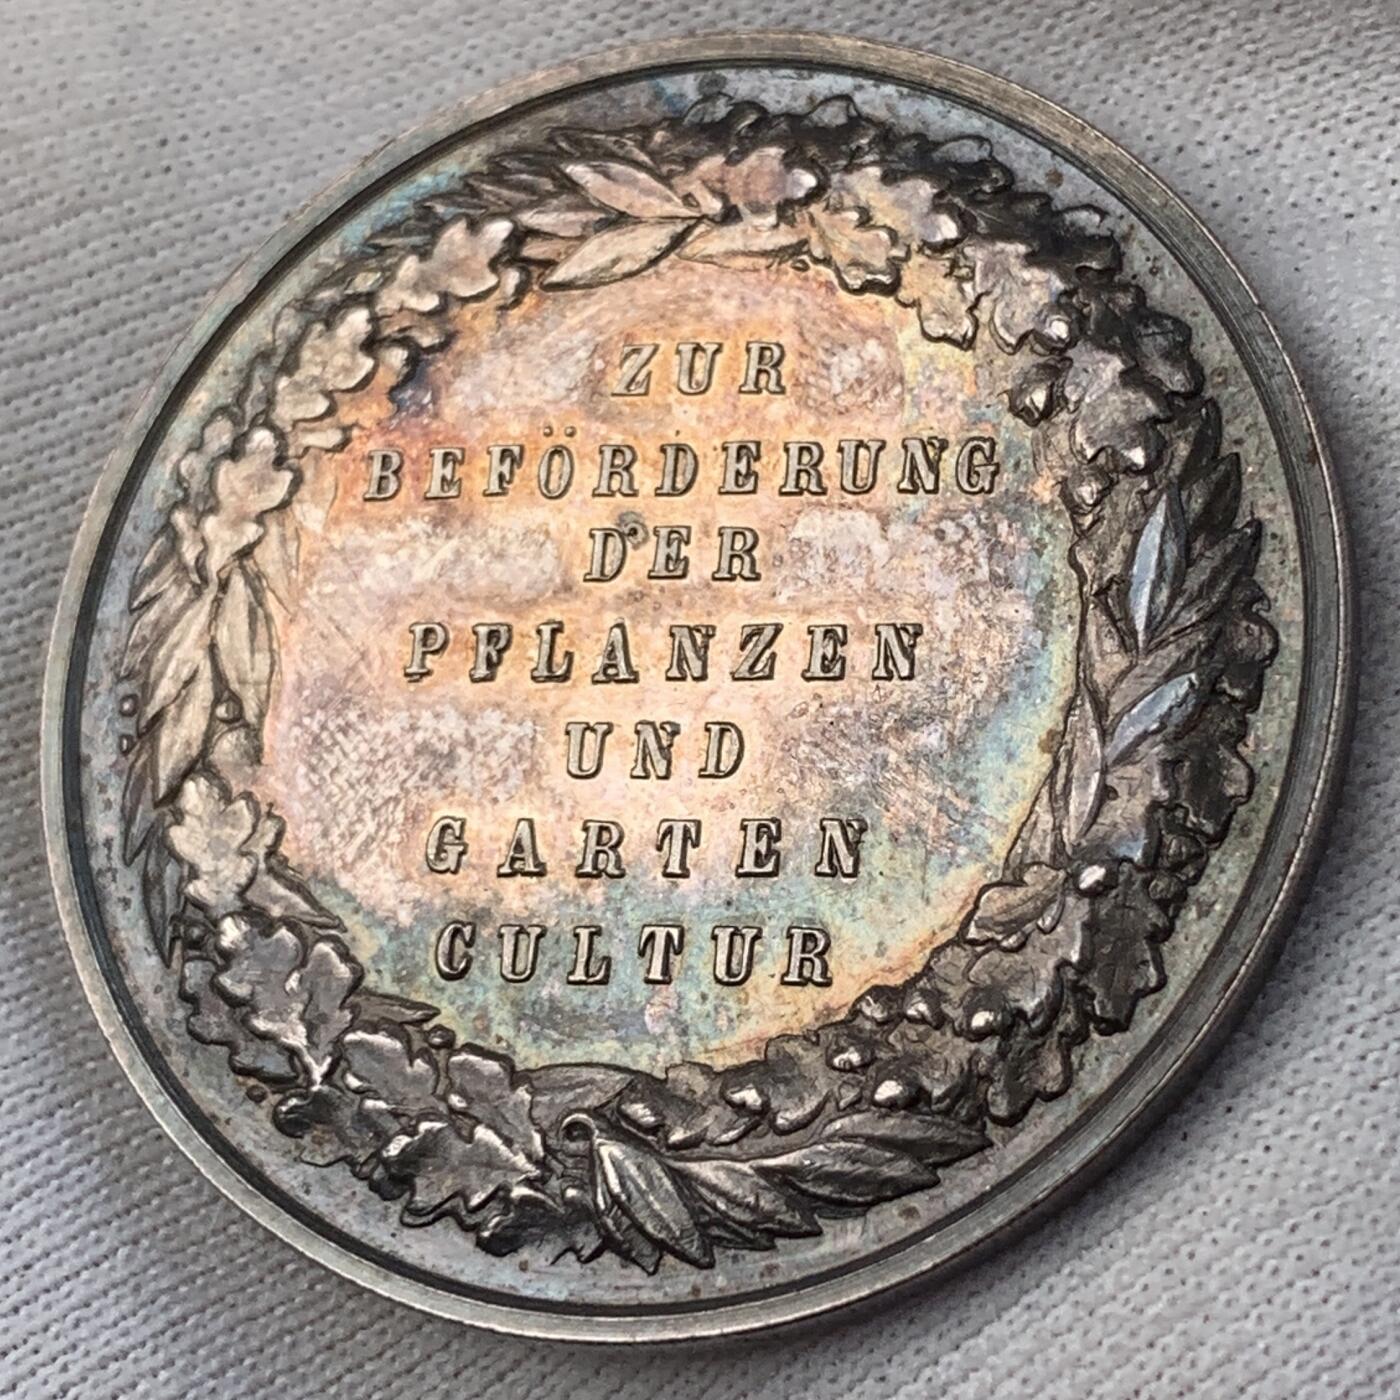 ZUR
BEFÖRDERUNG
DER
PFLANZEN
UND
GARTEN
CULTUR